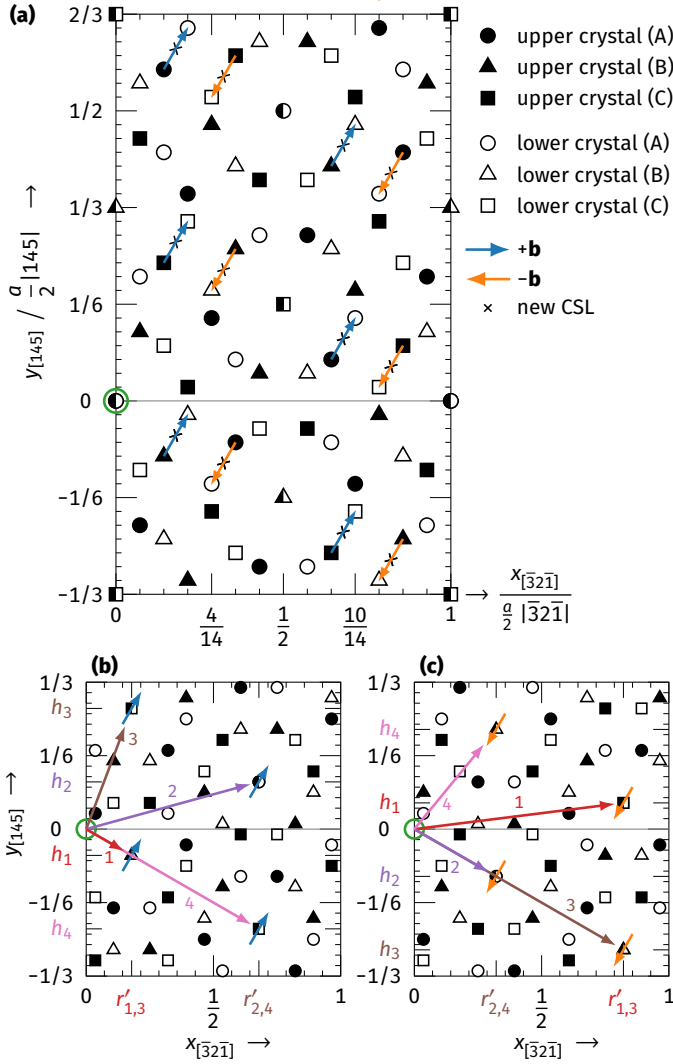 (a)
2/3
1/2
1/3
1/6
0
-1/6
-1/3
y[145] / a/2 |145| →
0
4/14
1/2
10/14
1
→ x[3̅21̅] / a/2 |3̅21̅|
upper crystal (A)
upper crystal (B)
upper crystal (C)
lower crystal (A)
lower crystal (B)
lower crystal (C)
+b
−b
× new CSL
(b)
1/3
h₃
1/6
h₂
0
h₁
-1/6
h₄
-1/3
y[145] →
3
2
1
4
0
r′₁,₃
1/2
r′₂,₄
1
x[3̅21̅] →
(c)
1/3
h₄
1/6
h₁
0
h₂
-1/6
h₃
-1/3
4
1
2
3
0
r′₂,₄
1/2
r′₁,₃
1
x[3̅21̅] →